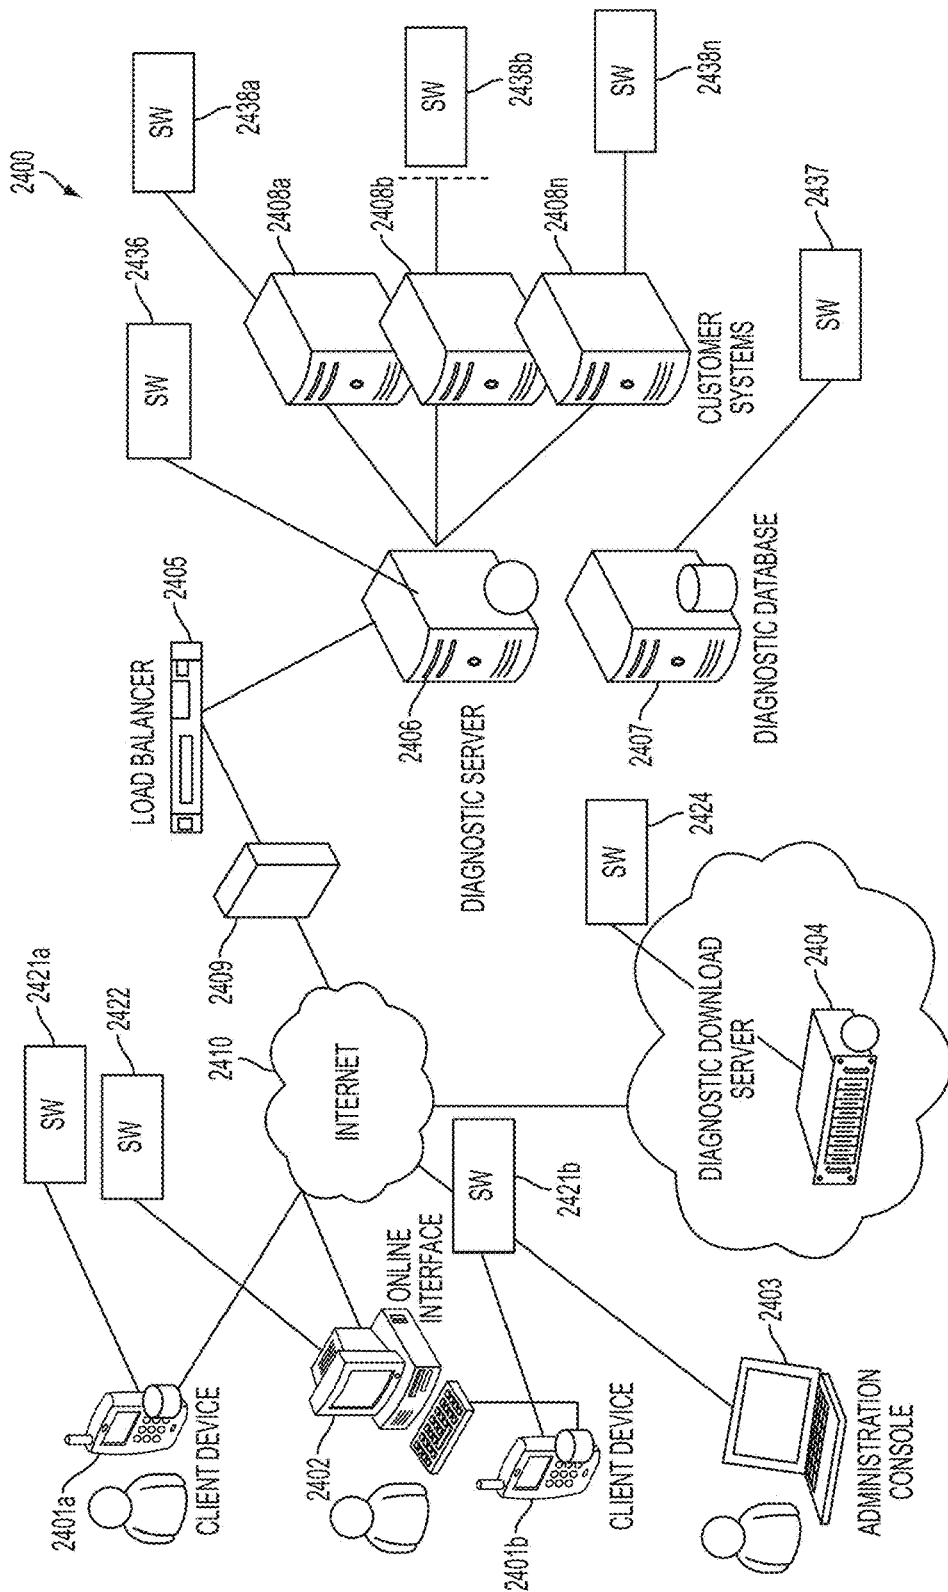 2400
SW
2421a
SW
2422
2401a
CLIENT DEVICE
2410
INTERNET
2409
LOAD BALANCER
2405
SW
2436
SW
2438a
2408a
2408b
2408n
SW
2438b
SW
2438n
CUSTOMER
SYSTEMS
2406
DIAGNOSTIC SERVER
2402
ONLINE
INTERFACE
SW
2421b
2401b
CLIENT DEVICE
2407
DIAGNOSTIC DATABASE
SW
2437
SW
2424
DIAGNOSTIC DOWNLOAD
SERVER
2404
2403
ADMINISTRATION
CONSOLE